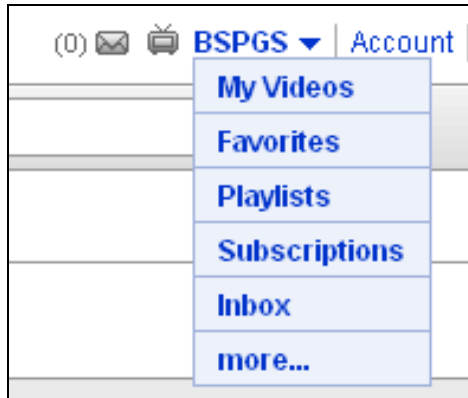 (0) BSPGS Account
My Videos
Favorites
Playlists
Subscriptions
Inbox
more...